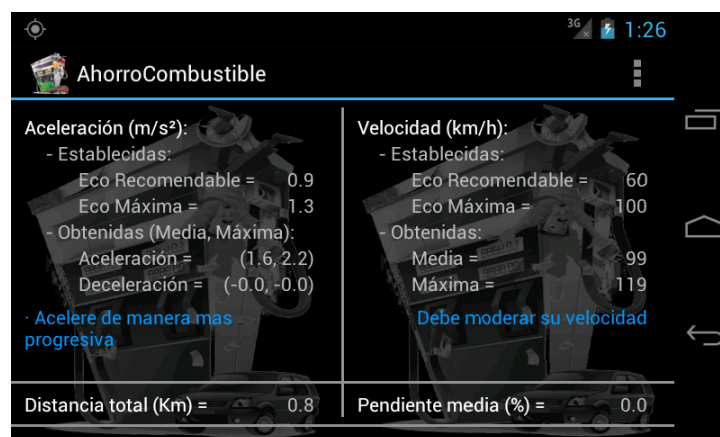 3G 1:26
AhorroCombustible
Aceleración (m/s²):
- Establecidas:
Eco Recomendable = 0.9
Eco Máxima = 1.3
- Obtenidas (Media, Máxima):
Aceleración = (1.6, 2.2)
Deceleración = (-0.0, -0.0)
· Acelere de manera mas
progresiva
Velocidad (km/h):
- Establecidas:
Eco Recomendable = 60
Eco Máxima = 100
- Obtenidas:
Media = 99
Máxima = 119
Debe moderar su velocidad
Distancia total (Km) = 0.8
Pendiente media (%) = 0.0